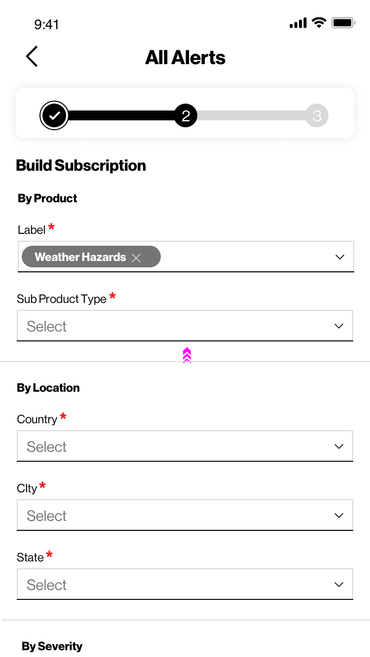 9:41
All Alerts
2
3
Build Subscription
By Product
Label *
Weather Hazards
Sub Product Type *
Select
By Location
Country *
Select
CIty *
Select
State *
Select
By Severity